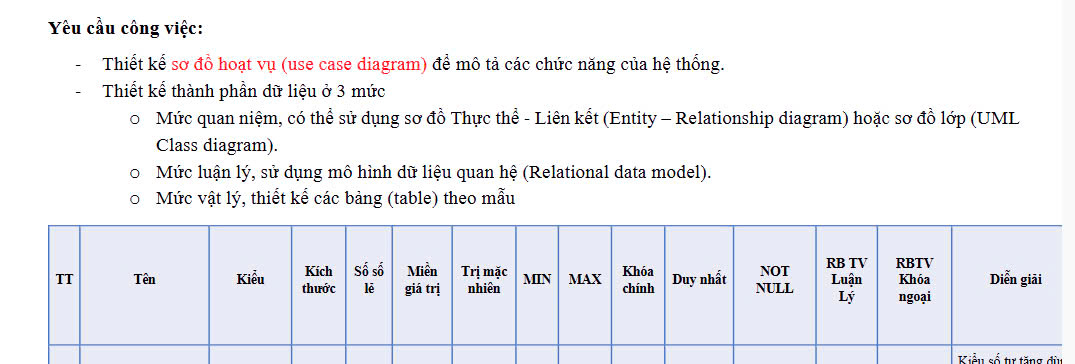 Yêu cầu công việc:
- Thiết kế sơ đồ hoạt vụ (use case diagram) để mô tả các chức năng của hệ thống.
- Thiết kế thành phần dữ liệu ở 3 mức
o Mức quan niệm, có thể sử dụng sơ đồ Thực thể - Liên kết (Entity – Relationship diagram) hoặc sơ đồ lớp (UML
Class diagram).
o Mức luận lý, sử dụng mô hình dữ liệu quan hệ (Relational data model).
o Mức vật lý, thiết kế các bảng (table) theo mẫu
TT Tên Kiểu Kích thước Số số lẻ Miền giá trị Trị mặc nhiên MIN MAX Khóa chính Duy nhất NOT NULL RB TV Luận Lý RBTV Khóa ngoại Diễn giải
Kiểu số tự tăng